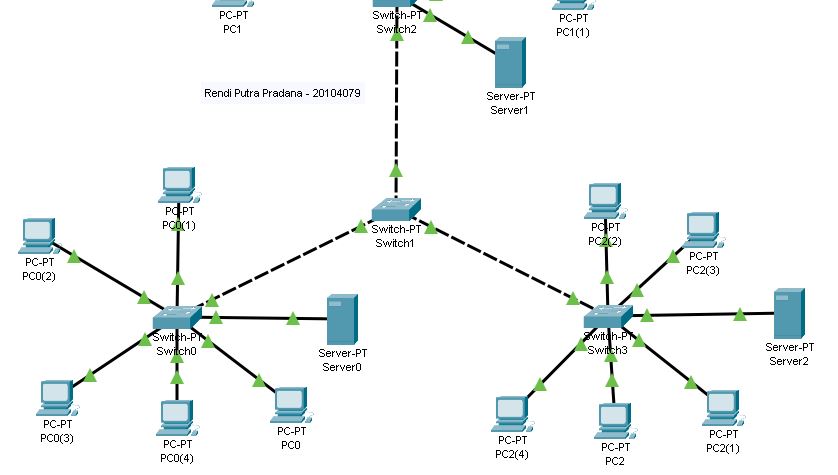 PC-PT
PC1
Switch-PT
Switch2
PC-PT
PC1(1)
Server-PT
Server1
Rendi Putra Pradana - 20104079
PC-PT
PC0(1)
Switch-PT
Switch1
PC-PT
PC2(2)
PC-PT
PC2(3)
PC-PT
PC0(2)
Switch-PT
Switch0
Server-PT
Server0
Switch-PT
Switch3
Server-PT
Server2
PC-PT
PC0(3)
PC-PT
PC0(4)
PC-PT
PC0
PC-PT
PC2(4)
PC-PT
PC2
PC-PT
PC2(1)